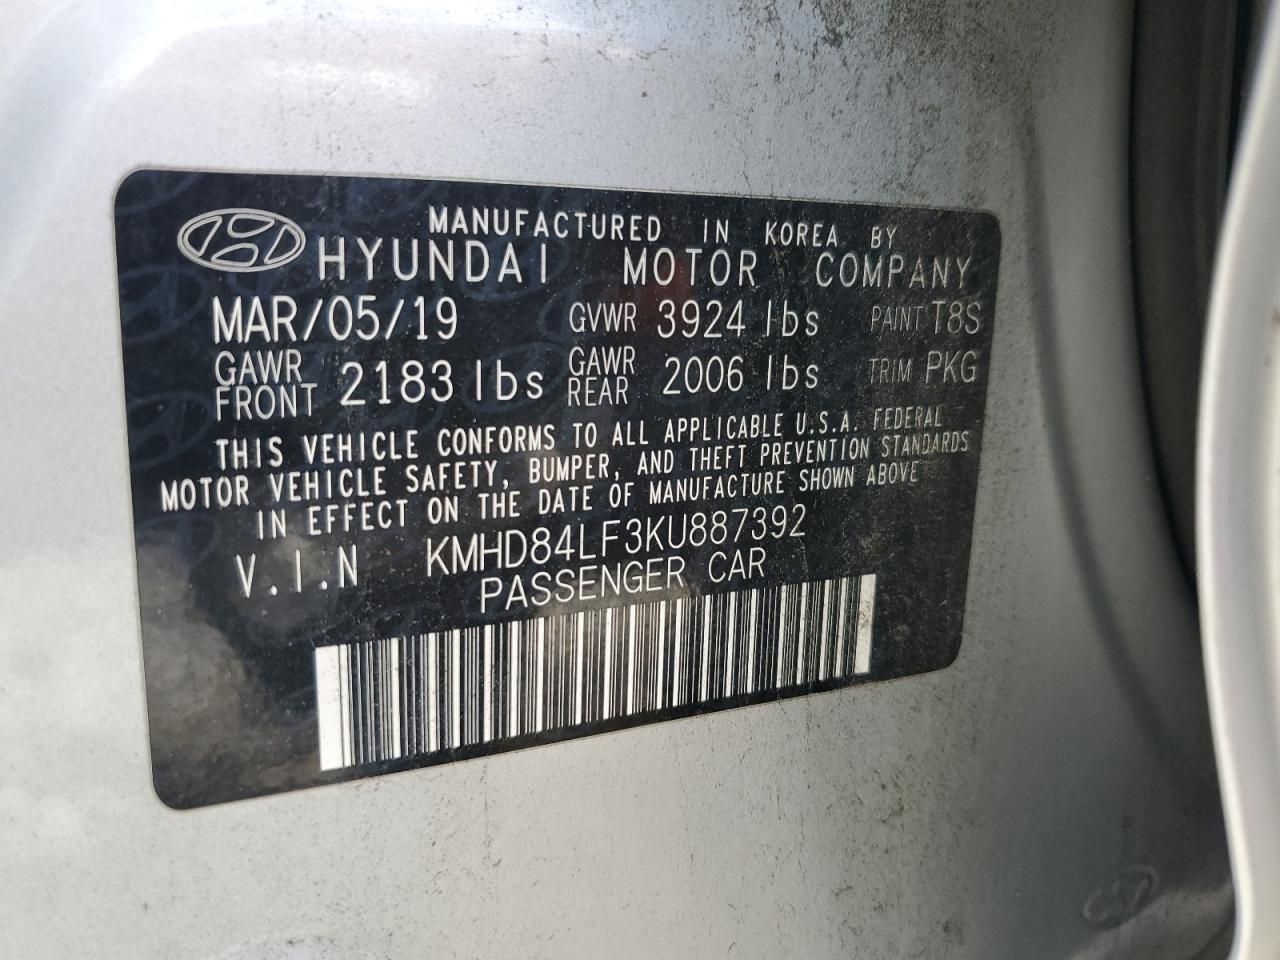 MANUFACTURED IN KOREA BY
HYUNDAI MOTOR COMPANY
MAR/05/19 GVWR 3924 lbs PAINT T8S
GAWR FRONT 2183 lbs GAWR REAR 2006 lbs TRIM PKG
THIS VEHICLE CONFORMS TO ALL APPLICABLE U.S.A. FEDERAL
MOTOR VEHICLE SAFETY, BUMPER, AND THEFT PREVENTION STANDARDS
IN EFFECT ON THE DATE OF MANUFACTURE SHOWN ABOVE
V.I.N KMHD84LF3KU887392
PASSENGER CAR